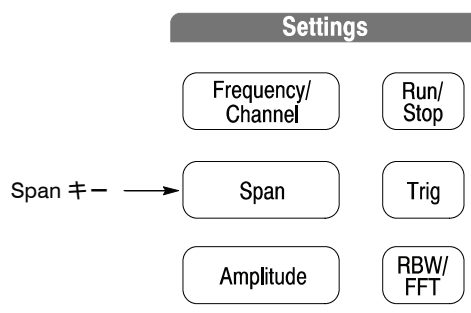 Settings
Frequency/
Channel
Run/
Stop
Span キー
Span
Trig
Amplitude
RBW/
FFT